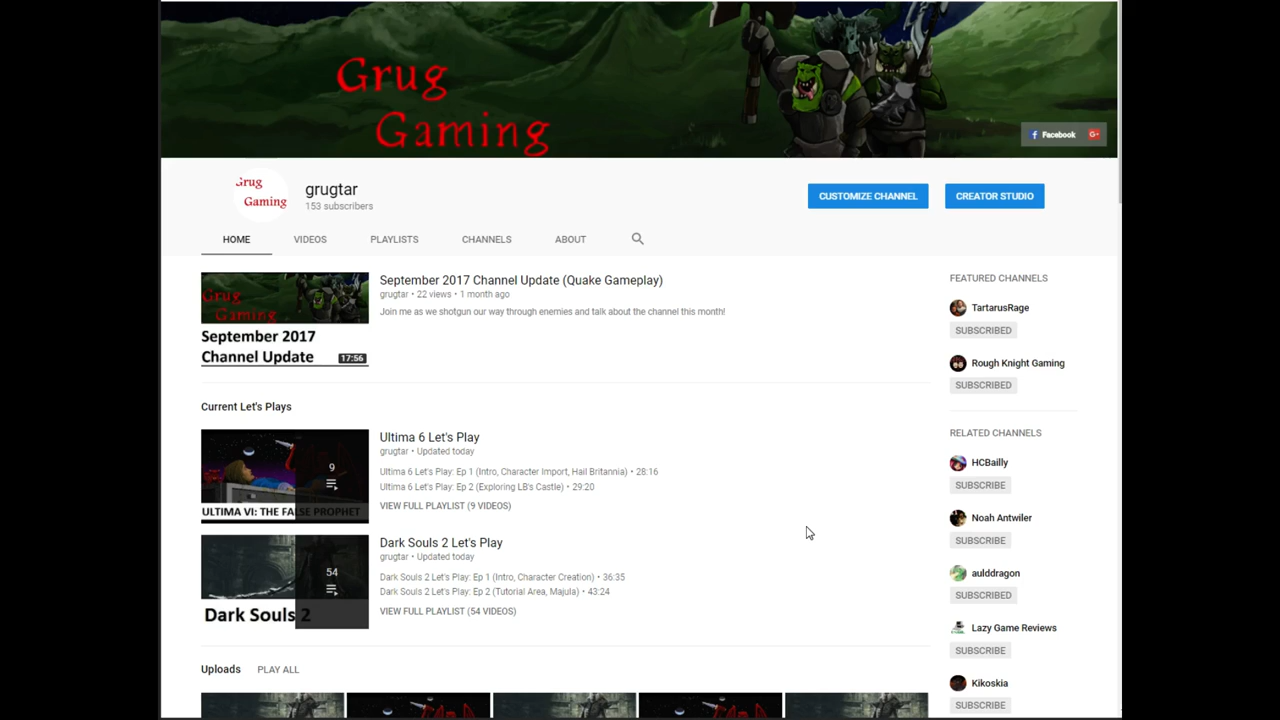 Grug
Gaming
Facebook
G+
Grug
Gaming
grugtar
153 subscribers
CUSTOMIZE CHANNEL
CREATOR STUDIO
HOME
VIDEOS
PLAYLISTS
CHANNELS
ABOUT
Grug
Gaming
September 2017
Channel Update
17:56
September 2017 Channel Update (Quake Gameplay)
grugtar • 22 views • 1 month ago
Join me as we shotgun our way through enemies and talk about the channel this month!
Current Let's Plays
9
ULTIMA VI: THE FALSE PROPHET
Ultima 6 Let's Play
grugtar • Updated today
Ultima 6 Let's Play: Ep 1 (Intro, Character Import, Hail Britannia) • 28:16
Ultima 6 Let's Play: Ep 2 (Exploring LB's Castle) • 29:20
VIEW FULL PLAYLIST (9 VIDEOS)
54
Dark Souls 2
Dark Souls 2 Let's Play
grugtar • Updated today
Dark Souls 2 Let's Play: Ep 1 (Intro, Character Creation) • 36:35
Dark Souls 2 Let's Play: Ep 2 (Tutorial Area, Majula) • 43:24
VIEW FULL PLAYLIST (54 VIDEOS)
Uploads PLAY ALL
FEATURED CHANNELS
TartarusRage
SUBSCRIBED
Rough Knight Gaming
SUBSCRIBED
RELATED CHANNELS
HCBailly
SUBSCRIBE
Noah Antwiler
SUBSCRIBE
aulddragon
SUBSCRIBED
Lazy Game Reviews
SUBSCRIBE
Kikoskia
SUBSCRIBE